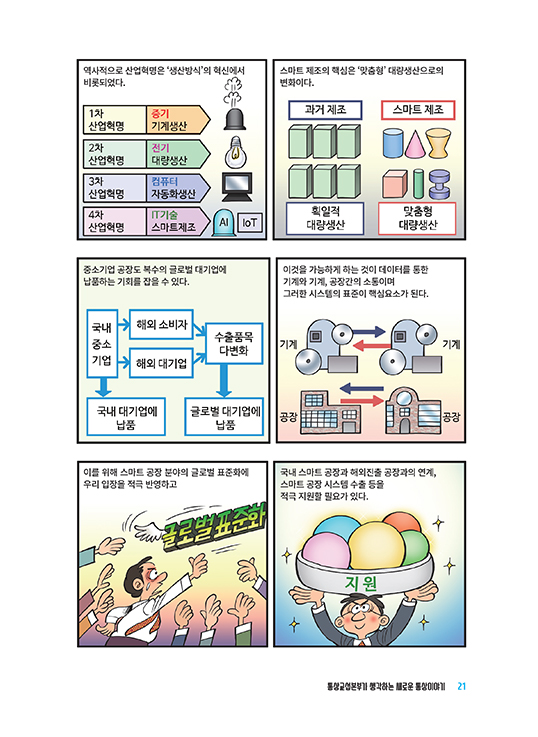 역사적으로 산업혁명은 '생산방식'의 혁신에서
비롯되었다.
1차
산업혁명
증기
기계생산
2차
산업혁명
전기
대량생산
3차
산업혁명
컴퓨터
자동화생산
4차
산업혁명
IT기술
스마트제조
AI
IoT
스마트 제조의 핵심은 '맞춤형' 대량생산으로의
변화이다.
과거 제조
스마트 제조
획일적
대량생산
맞춤형
대량생산
중소기업 공장도 복수의 글로벌 대기업에
납품하는 기회를 잡을 수 있다.
국내
중소
기업
해외 소비자
해외 대기업
수출품목
다변화
국내 대기업에
납품
글로벌 대기업에
납품
이것을 가능하게 하는 것이 데이터를 통한
기계와 기계, 공장간의 소통이며
그러한 시스템의 표준이 핵심요소가 된다.
기계
기계
공장
공장
이를 위해 스마트 공장 분야의 글로벌 표준화에
우리 입장을 적극 반영하고
글로벌 표준화
국내 스마트 공장과 해외진출 공장과의 연계,
스마트 공장 시스템 수출 등을
적극 지원할 필요가 있다.
지원
통상교섭본부가 생각하는 새로운 통상이야기 21